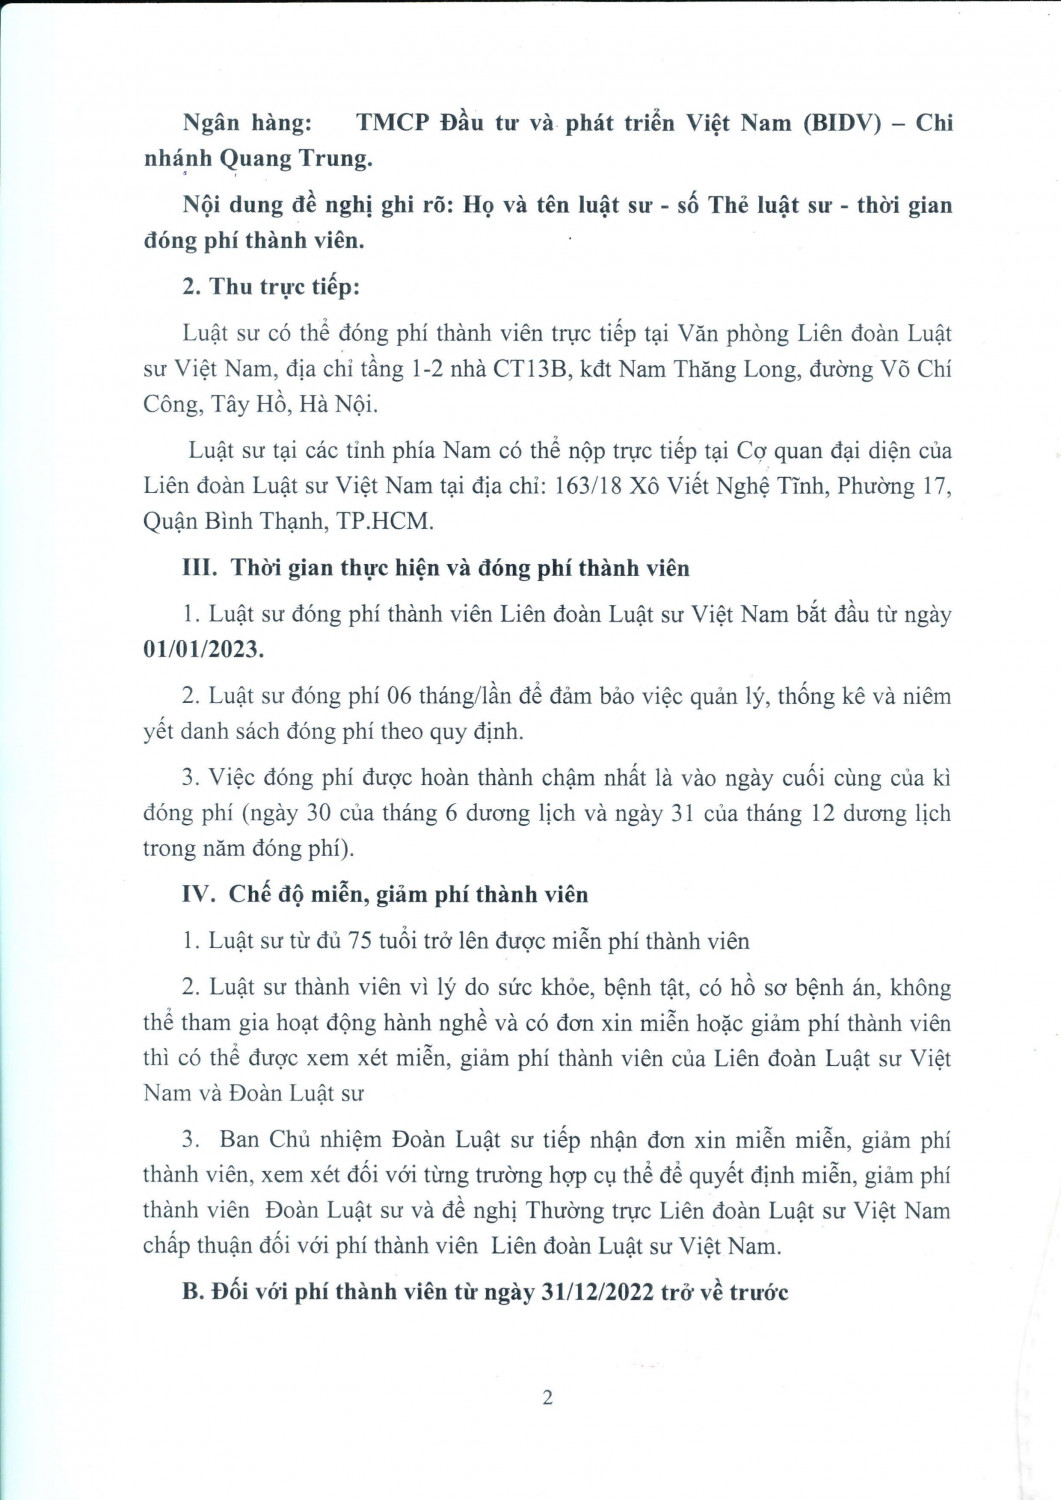 Ngân hàng: TMCP Đầu tư và phát triển Việt Nam (BIDV) – Chi
nhánh Quang Trung.
Nội dung đề nghị ghi rõ: Họ và tên luật sư - số Thẻ luật sư - thời gian
đóng phí thành viên.
2. Thu trực tiếp:
Luật sư có thể đóng phí thành viên trực tiếp tại Văn phòng Liên đoàn Luật
sư Việt Nam, địa chỉ tầng 1-2 nhà CT13B, kđt Nam Thăng Long, đường Võ Chí
Công, Tây Hồ, Hà Nội.
Luật sư tại các tỉnh phía Nam có thể nộp trực tiếp tại Cơ quan đại diện của
Liên đoàn Luật sư Việt Nam tại địa chỉ: 163/18 Xô Viết Nghệ Tĩnh, Phường 17,
Quận Bình Thạnh, TP.HCM.
III. Thời gian thực hiện và đóng phí thành viên
1. Luật sư đóng phí thành viên Liên đoàn Luật sư Việt Nam bắt đầu từ ngày
01/01/2023.
2. Luật sư đóng phí 06 tháng/lần để đảm bảo việc quản lý, thống kê và niêm
yết danh sách đóng phí theo quy định.
3. Việc đóng phí được hoàn thành chậm nhất là vào ngày cuối cùng của kì
đóng phí (ngày 30 của tháng 6 dương lịch và ngày 31 của tháng 12 dương lịch
trong năm đóng phí).
IV. Chế độ miễn, giảm phí thành viên
1. Luật sư từ đủ 75 tuổi trở lên được miễn phí thành viên
2. Luật sư thành viên vì lý do sức khỏe, bệnh tật, có hồ sơ bệnh án, không
thể tham gia hoạt động hành nghề và có đơn xin miễn hoặc giảm phí thành viên
thì có thể được xem xét miễn, giảm phí thành viên của Liên đoàn Luật sư Việt
Nam và Đoàn Luật sư
3. Ban Chủ nhiệm Đoàn Luật sư tiếp nhận đơn xin miễn miễn, giảm phí
thành viên, xem xét đối với từng trường hợp cụ thể để quyết định miễn, giảm phí
thành viên Đoàn Luật sư và đề nghị Thường trực Liên đoàn Luật sư Việt Nam
chấp thuận đối với phí thành viên Liên đoàn Luật sư Việt Nam.
B. Đối với phí thành viên từ ngày 31/12/2022 trở về trước
2